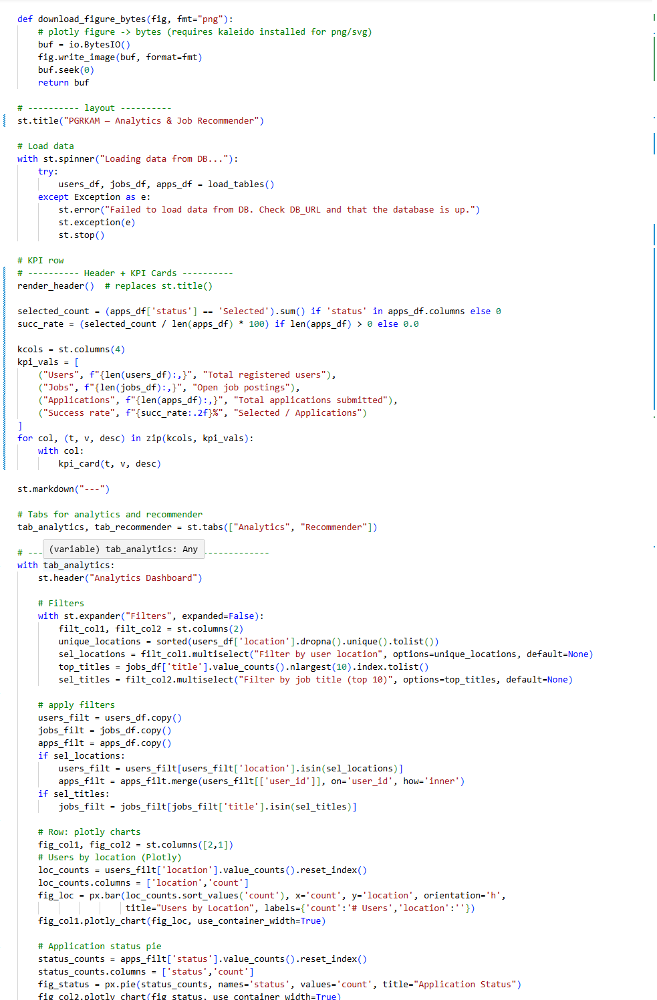 def download_figure_bytes(fig, fmt="png"):
    # plotly figure -> bytes (requires kaleido installed for png/svg)
    buf = io.BytesIO()
    fig.write_image(buf, format=fmt)
    buf.seek(0)
    return buf

# ---------- layout ----------
st.title("PGRKAM — Analytics & Job Recommender")

# Load data
with st.spinner("Loading data from DB..."):
    try:
        users_df, jobs_df, apps_df = load_tables()
    except Exception as e:
        st.error("Failed to load data from DB. Check DB_URL and that the database is up.")
        st.exception(e)
        st.stop()

# KPI row
# ---------- Header + KPI Cards ----------
render_header()  # replaces st.title()

selected_count = (apps_df['status'] == 'Selected').sum() if 'status' in apps_df.columns else 0
succ_rate = (selected_count / len(apps_df) * 100) if len(apps_df) > 0 else 0.0

kcols = st.columns(4)
kpi_vals = [
    ("Users", f"{len(users_df):,}", "Total registered users"),
    ("Jobs", f"{len(jobs_df):,}", "Open job postings"),
    ("Applications", f"{len(apps_df):,}", "Total applications submitted"),
    ("Success rate", f"{succ_rate:.2f}%", "Selected / Applications")
]
for col, (t, v, desc) in zip(kcols, kpi_vals):
    with col:
        kpi_card(t, v, desc)

st.markdown("---")

# Tabs for analytics and recommender
tab_analytics, tab_recommender = st.tabs(["Analytics", "Recommender"])

# --- (variable) tab_analytics: Any -------------
with tab_analytics:
    st.header("Analytics Dashboard")

    # Filters
    with st.expander("Filters", expanded=False):
        filt_col1, filt_col2 = st.columns(2)
        unique_locations = sorted(users_df['location'].dropna().unique().tolist())
        sel_locations = filt_col1.multiselect("Filter by user location", options=unique_locations, default=None)
        top_titles = jobs_df['title'].value_counts().nlargest(10).index.tolist()
        sel_titles = filt_col2.multiselect("Filter by job title (top 10)", options=top_titles, default=None)

    # apply filters
    users_filt = users_df.copy()
    jobs_filt = jobs_df.copy()
    apps_filt = apps_df.copy()
    if sel_locations:
        users_filt = users_filt[users_filt['location'].isin(sel_locations)]
        apps_filt = apps_filt.merge(users_filt[['user_id']], on='user_id', how='inner')
    if sel_titles:
        jobs_filt = jobs_filt[jobs_filt['title'].isin(sel_titles)]

    # Row: plotly charts
    fig_col1, fig_col2 = st.columns([2,1])
    # Users by location (Plotly)
    loc_counts = users_filt['location'].value_counts().reset_index()
    loc_counts.columns = ['location','count']
    fig_loc = px.bar(loc_counts.sort_values('count'), x='count', y='location', orientation='h',
                     title="Users by Location", labels={'count':'# Users','location':''})
    fig_col1.plotly_chart(fig_loc, use_container_width=True)

    # Application status pie
    status_counts = apps_filt['status'].value_counts().reset_index()
    status_counts.columns = ['status','count']
    fig_status = px.pie(status_counts, names='status', values='count', title="Application Status")
    fig_col2.plotly_chart(fig_status, use_container_width=True)